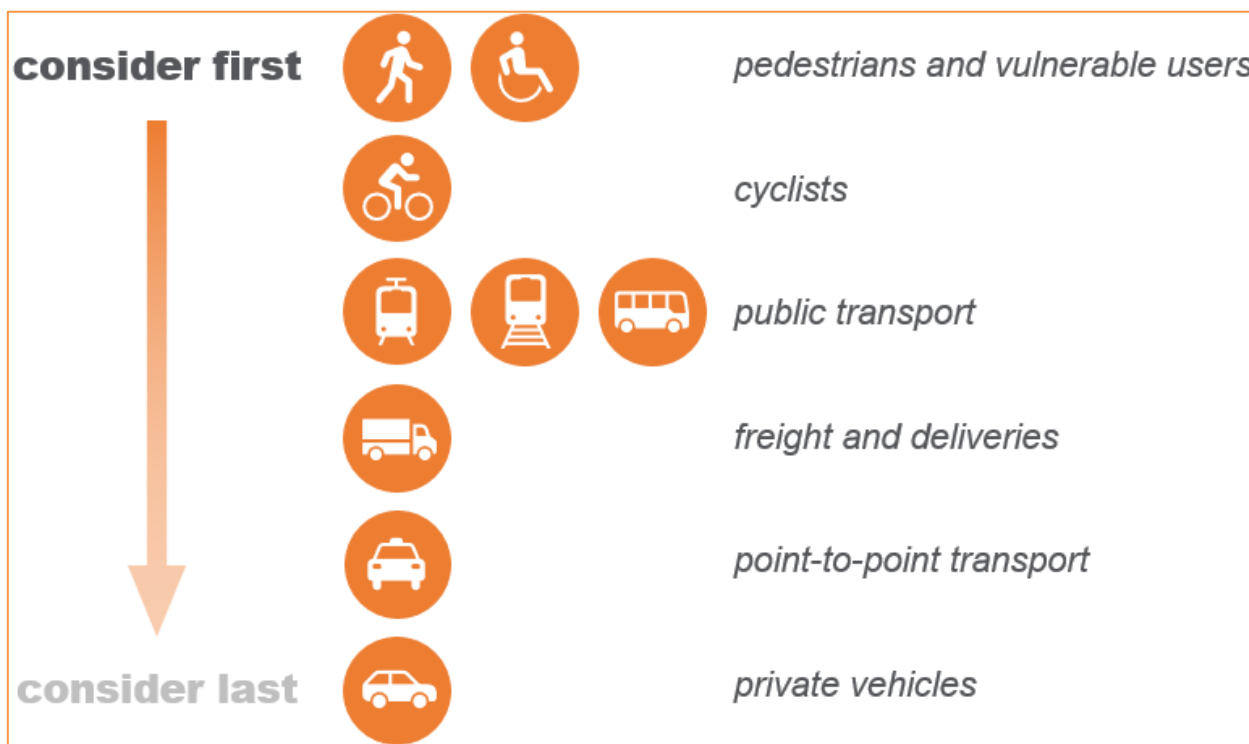 consider first
pedestrians and vulnerable users
cyclists
public transport
freight and deliveries
point-to-point transport
consider last
private vehicles